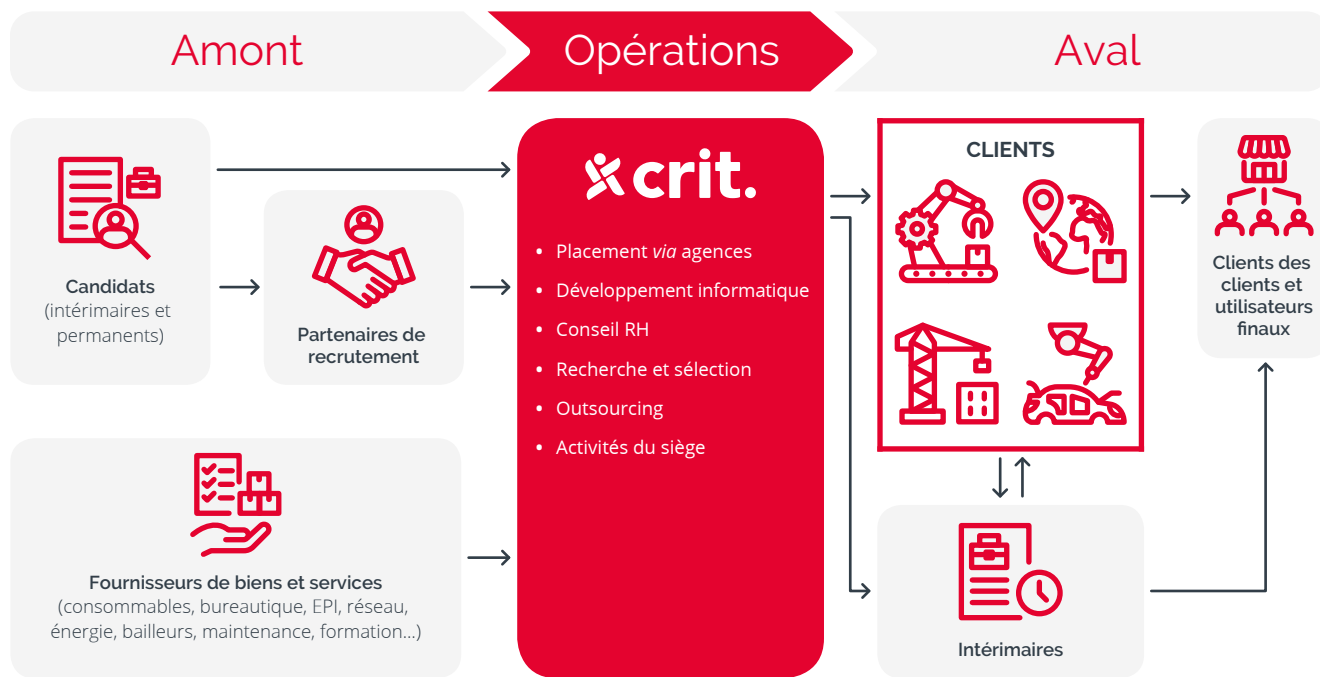 Amont
Opérations
Aval
Candidats
(intérimaires et
permanents)
Partenaires de
recrutement
Fournisseurs de biens et services
(consommables, bureautique, EPI, réseau,
énergie, bailleurs, maintenance, formation...)
crit.
• Placement via agences
• Développement informatique
• Conseil RH
• Recherche et sélection
• Outsourcing
• Activités du siège
CLIENTS
Intérimaires
Clients des
clients et
utilisateurs
finaux